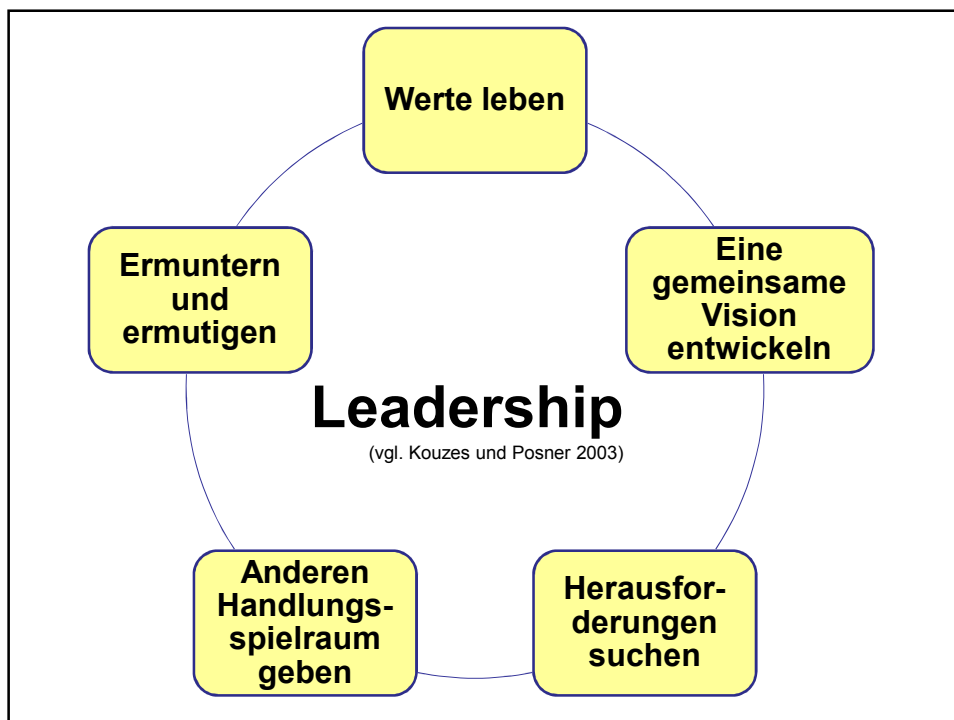 Werte leben
Eine
gemeinsame
Vision
entwickeln
Herausfor-
derungen
suchen
Anderen
Handlungs-
spielraum
geben
Ermuntern
und
ermutigen
Leadership
(vgl. Kouzes und Posner 2003)